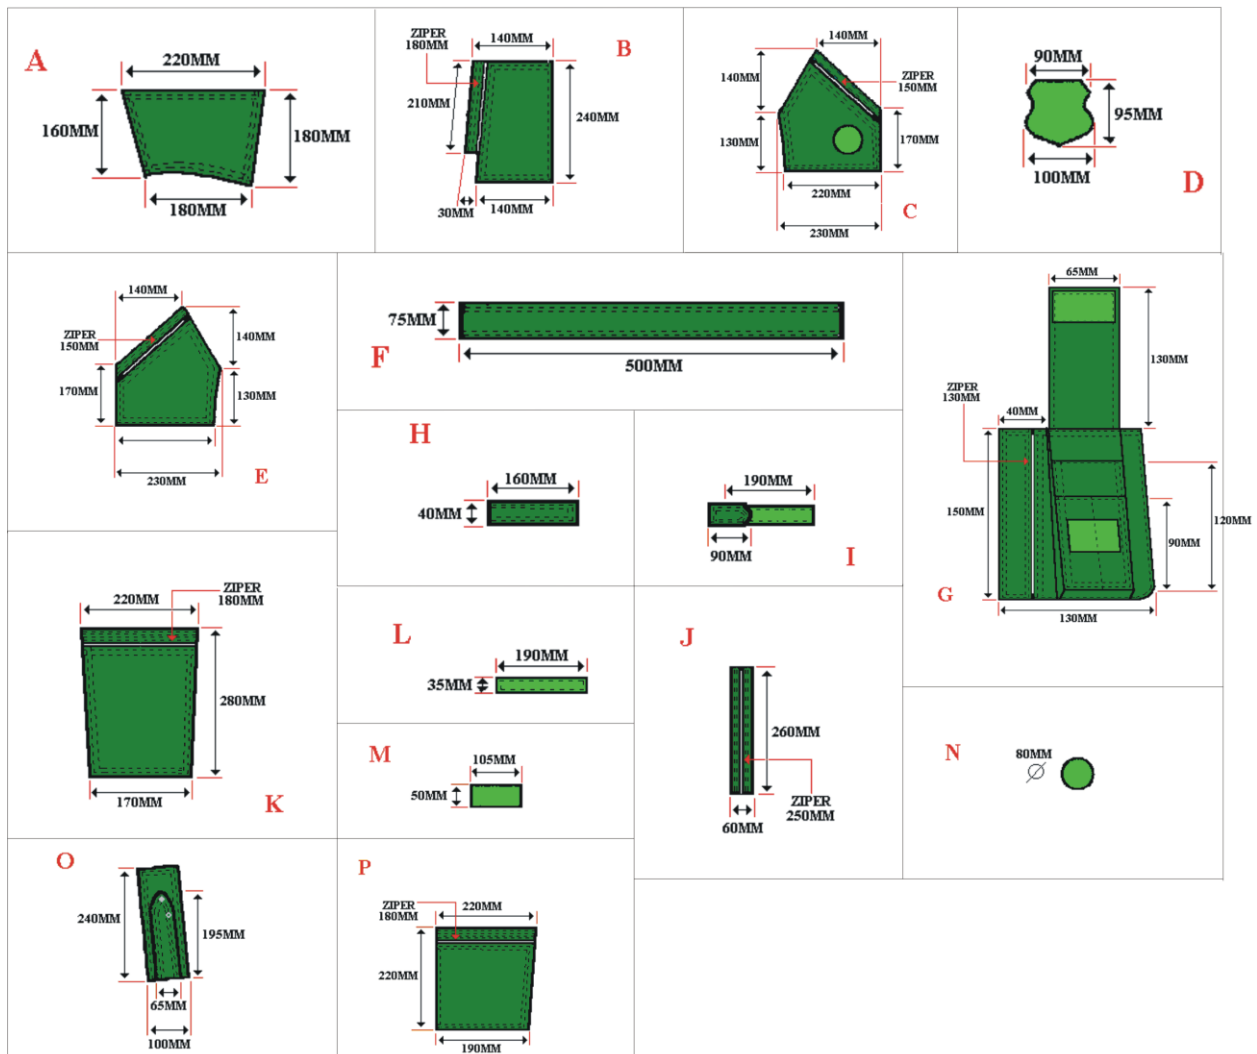 A
220MM
160MM
180MM
180MM
ZIPER
180MM
140MM
B
210MM
240MM
30MM
140MM
140MM
140MM
ZIPER
150MM
130MM
170MM
220MM
C
230MM
90MM
95MM
100MM
D
140MM
ZIPER
150MM
140MM
170MM
130MM
230MM
E
75MM
F
500MM
65MM
130MM
ZIPER
130MM
40MM
150MM
120MM
90MM
G
130MM
H
160MM
40MM
190MM
90MM
I
ZIPER
180MM
220MM
280MM
170MM
K
L
190MM
35MM
J
260MM
ZIPER
250MM
60MM
M
105MM
50MM
N
80MM
O
240MM
195MM
65MM
100MM
P
ZIPER
180MM
220MM
220MM
190MM